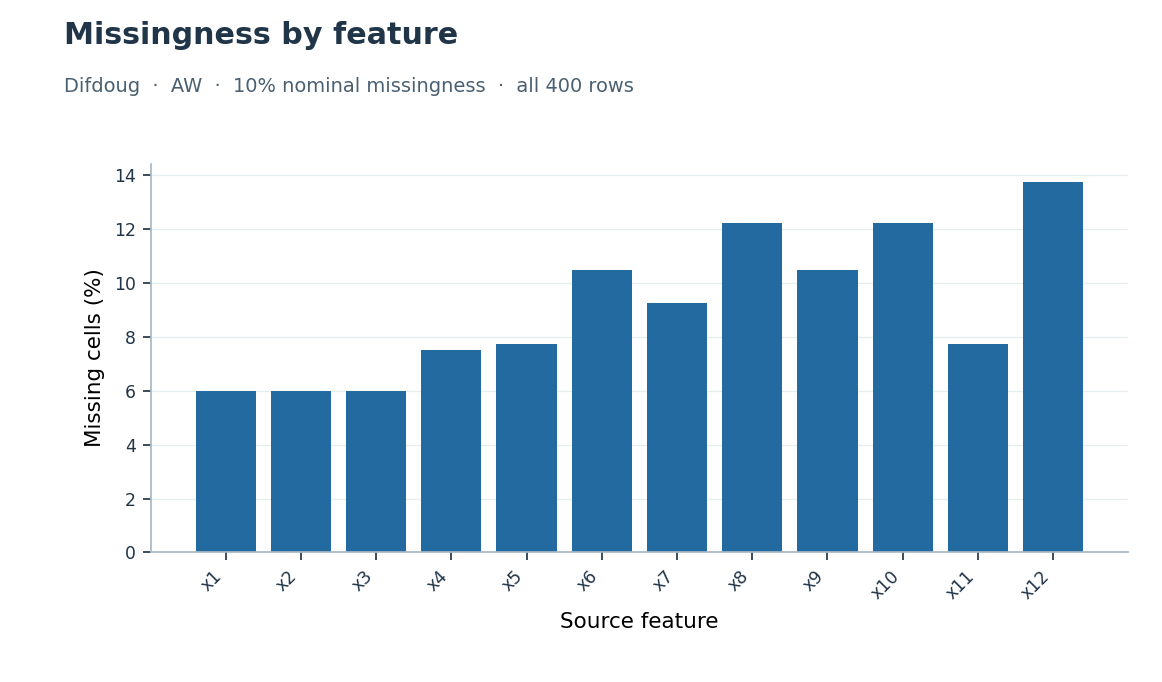 Missingness by feature
Difdoug · AW · 10% nominal missingness · all 400 rows
14
12
10
8
6
4
2
0
Missing cells (%)
x1 x2 x3 x4 x5 x6 x7 x8 x9 x10 x11 x12
Source feature